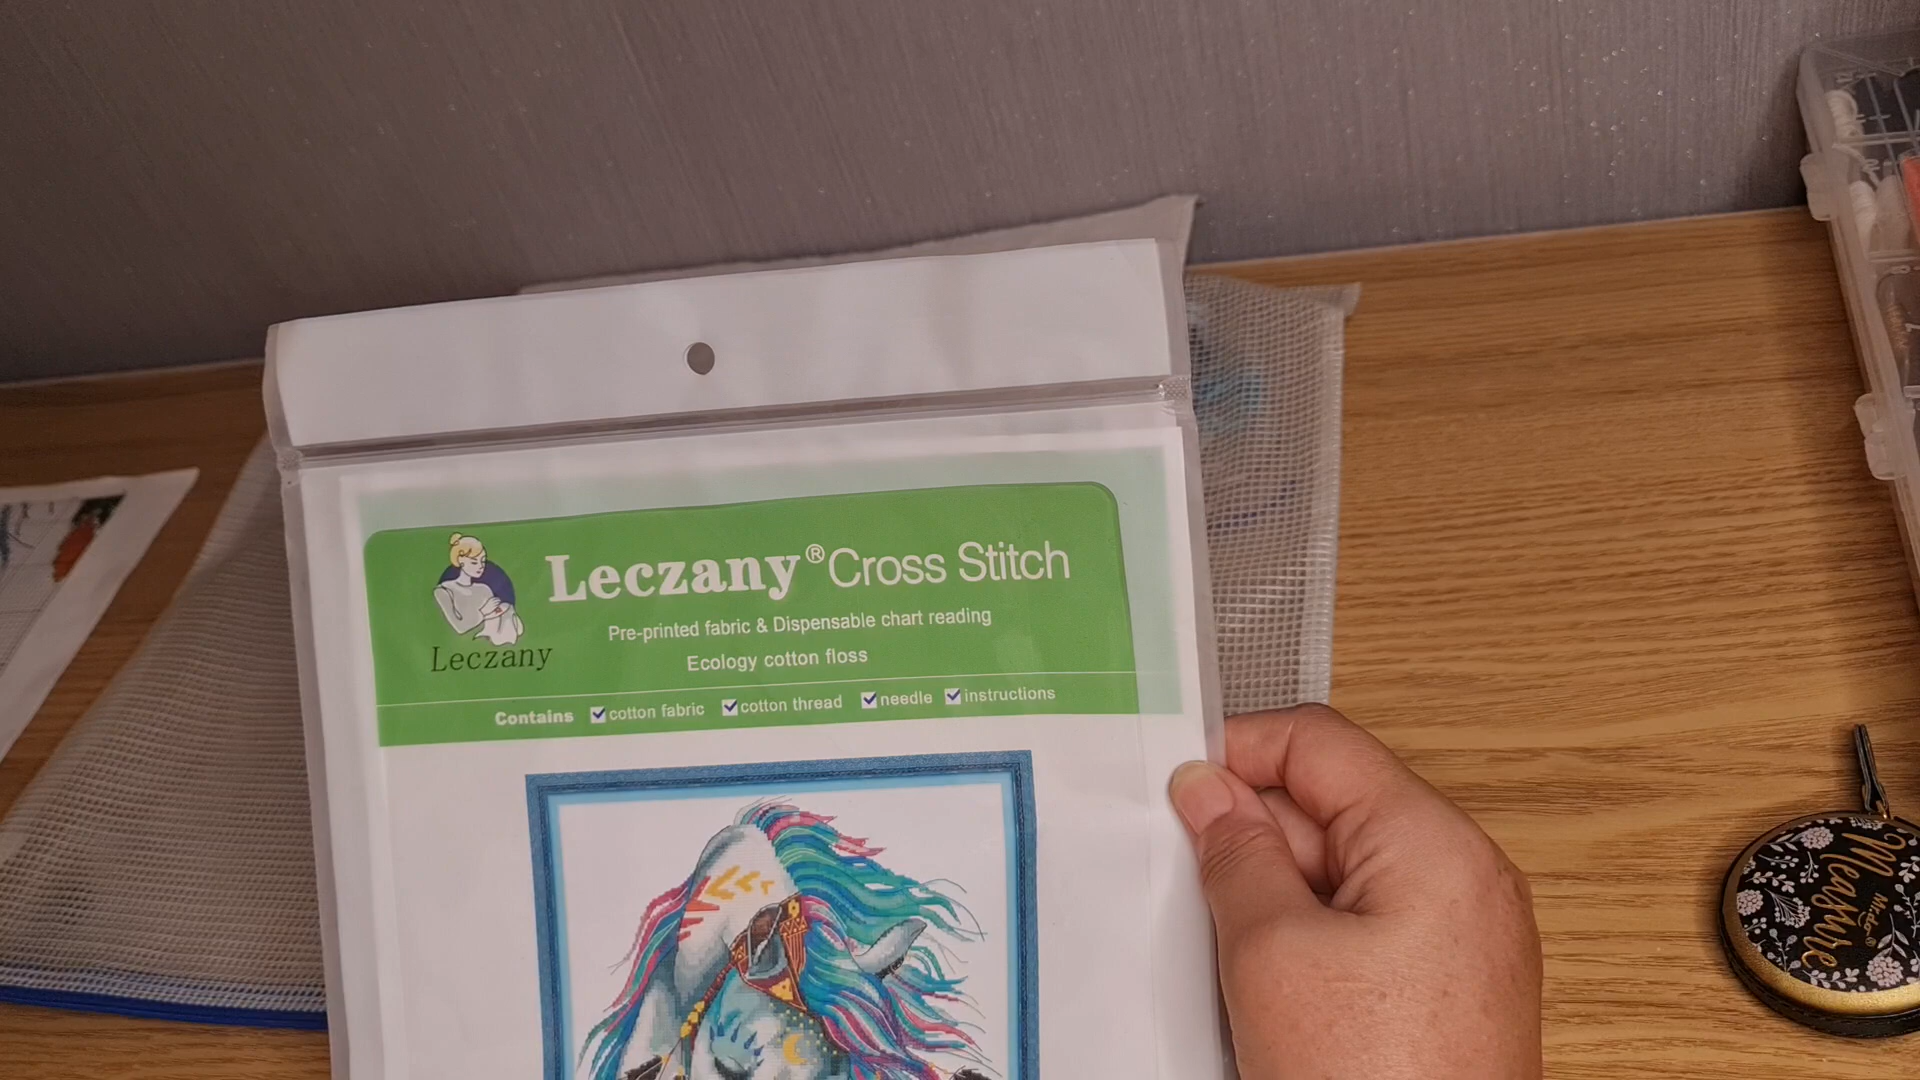 Leczany® Cross Stitch
Leczany
Pre-printed fabric & Dispensable chart reading
Ecology cotton floss
Contains cotton fabric cotton thread needle instructions
Measure